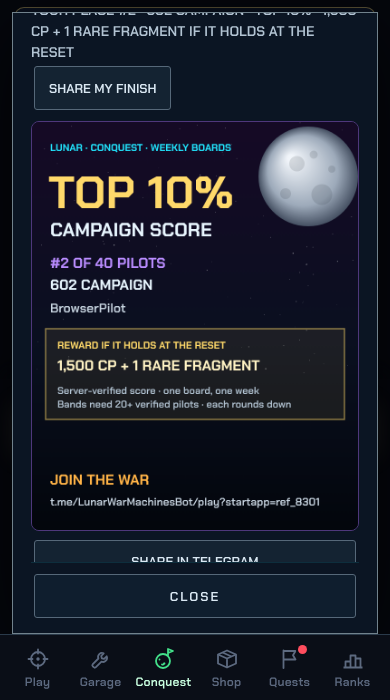 CP + 1 RARE FRAGMENT IF IT HOLDS AT THE
RESET
SHARE MY FINISH
LUNAR · CONQUEST · WEEKLY BOARDS
TOP 10%
CAMPAIGN SCORE
#2 OF 40 PILOTS
602 CAMPAIGN
BrowserPilot
REWARD IF IT HOLDS AT THE RESET
1,500 CP + 1 RARE FRAGMENT
Server-verified score · one board, one week
Bands need 20+ verified pilots · each rounds down
JOIN THE WAR
t.me/LunarWarMachinesBot/play?startapp=ref_8301
SHARE IN TELEGRAM
CLOSE
Play Garage Conquest Shop Quests Ranks